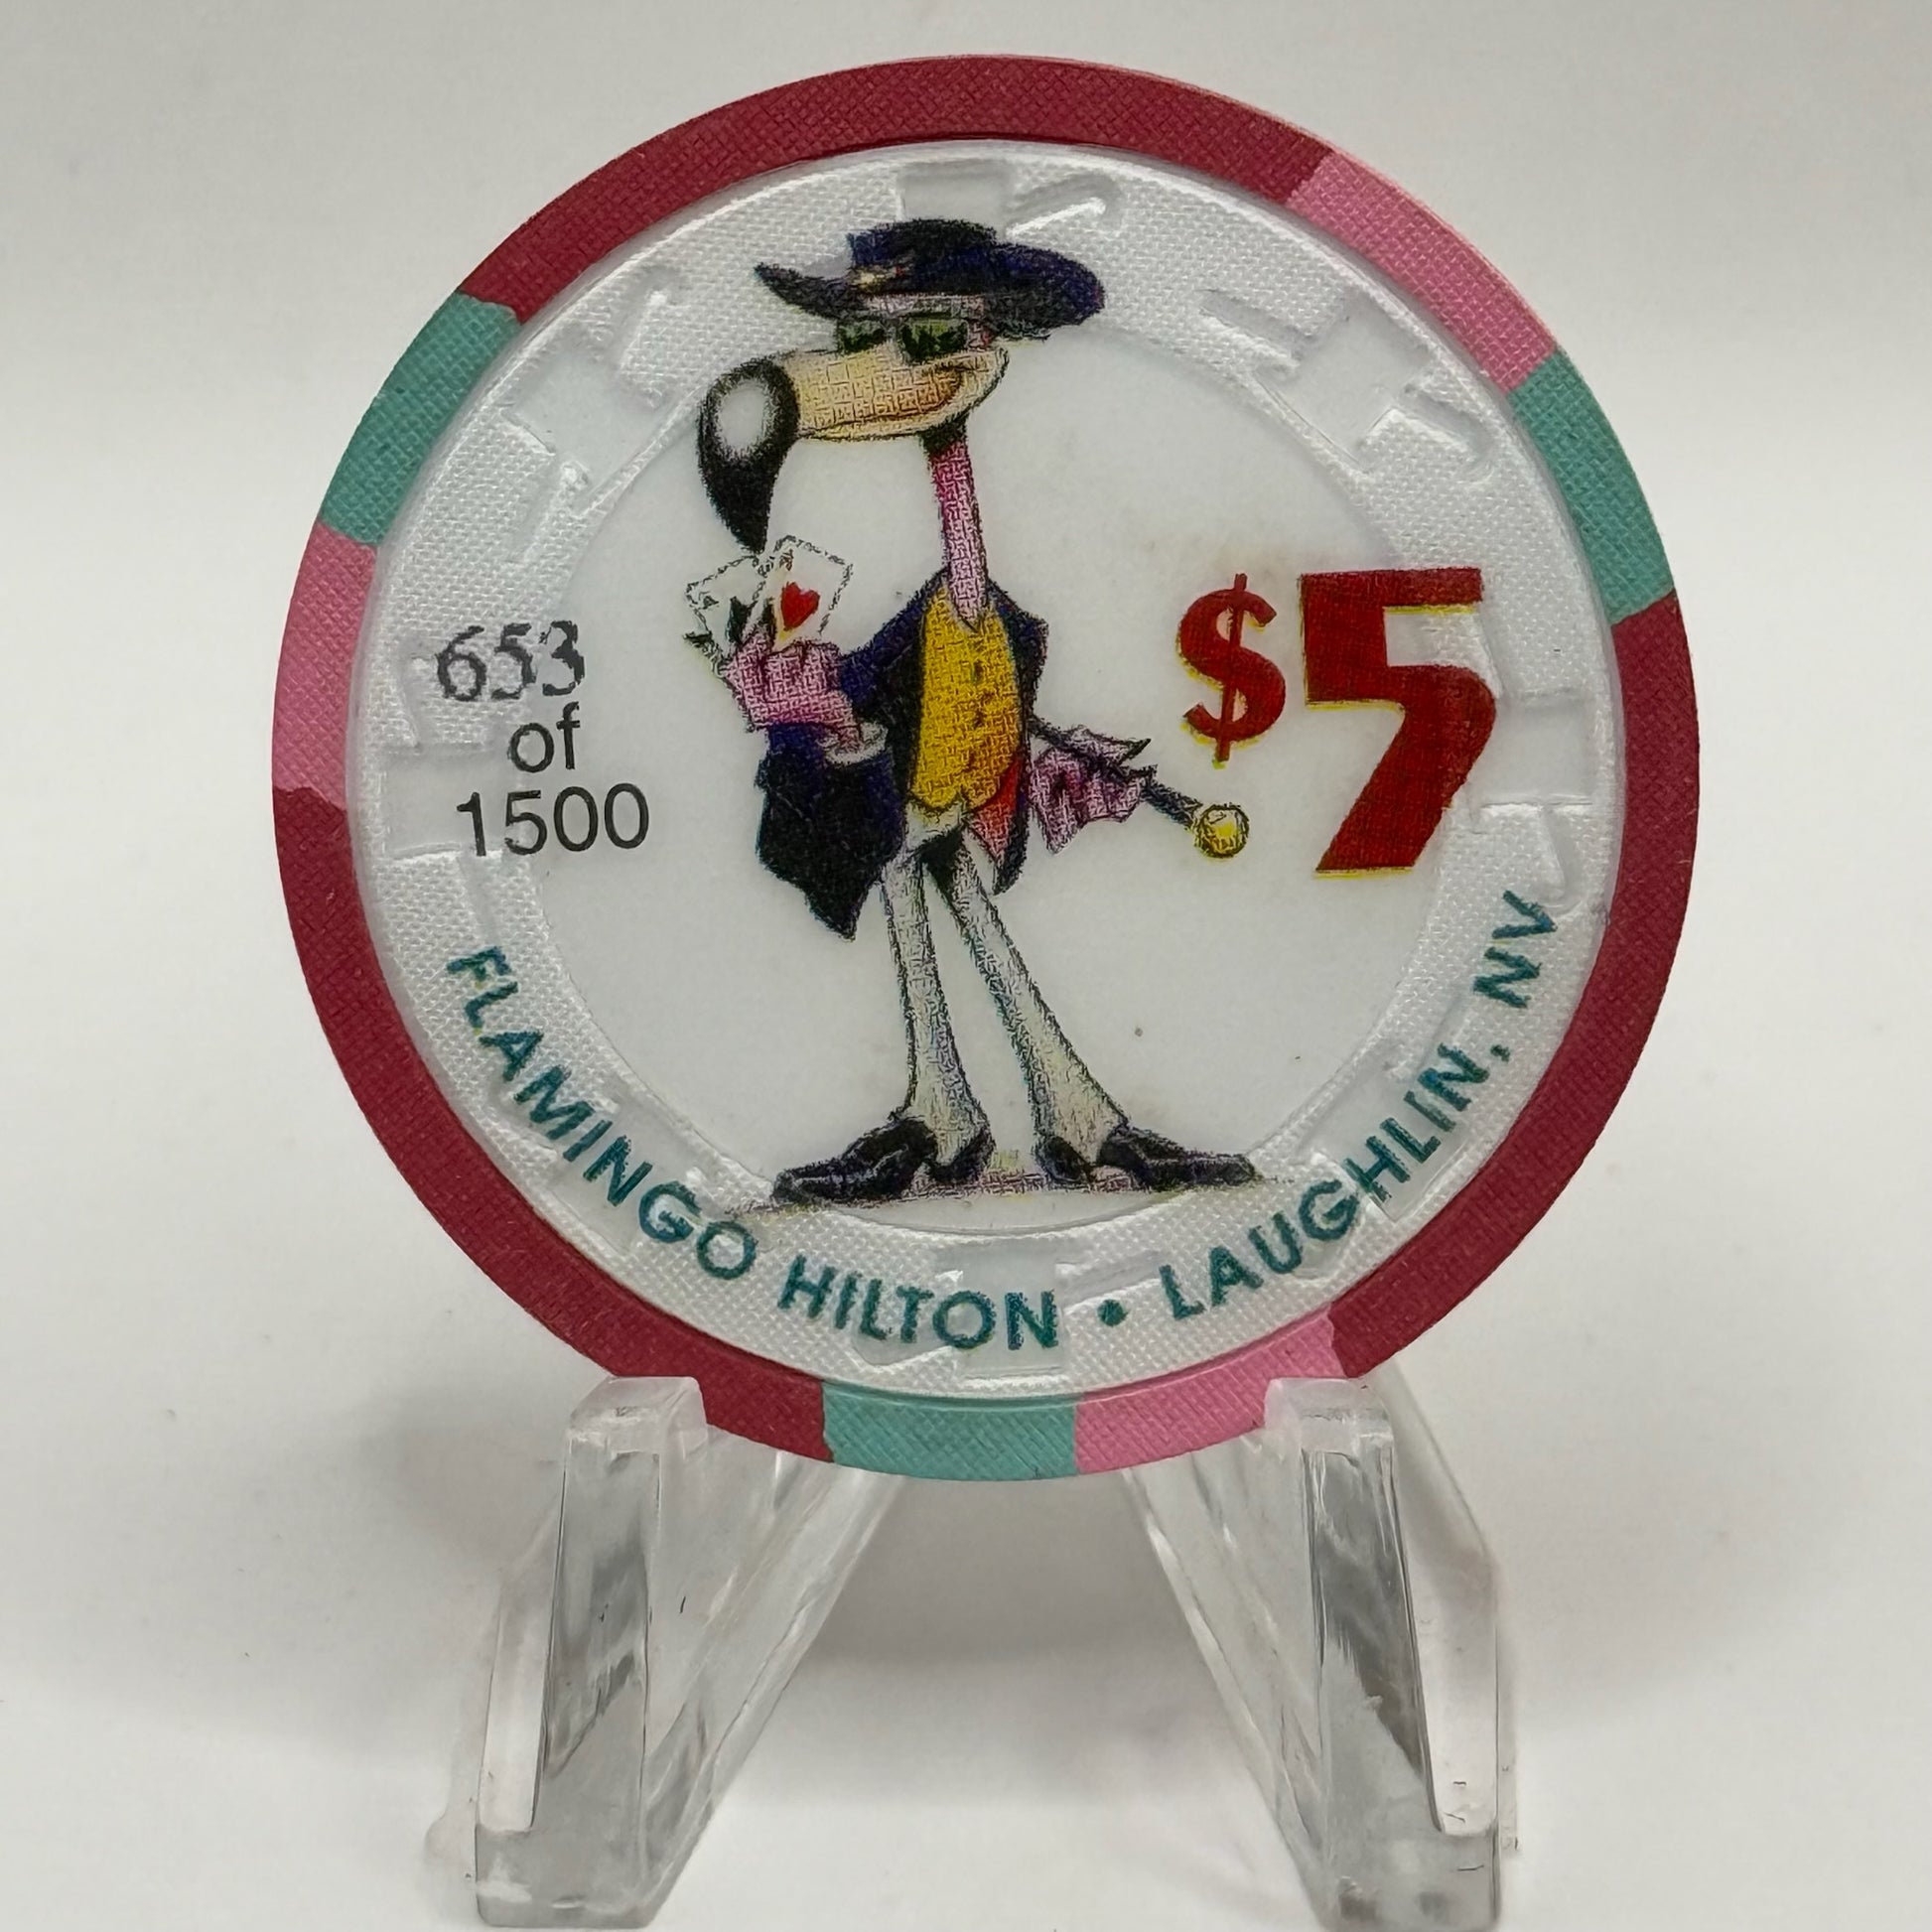 653
of
1500
$5
FLAMINGO HILTON • LAUGHLIN, NV